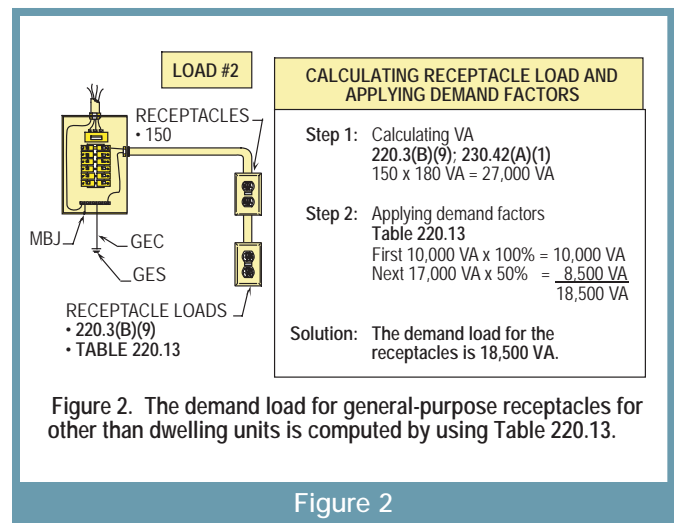 LOAD #2
RECEPTACLES
• 150
MBJ
GEC
GES
RECEPTACLE LOADS
• 220.3(B)(9)
• TABLE 220.13
CALCULATING RECEPTACLE LOAD AND
APPLYING DEMAND FACTORS
Step 1: Calculating VA
220.3(B)(9); 230.42(A)(1)
150 x 180 VA = 27,000 VA
Step 2: Applying demand factors
Table 220.13
First 10,000 VA x 100% = 10,000 VA
Next 17,000 VA x 50% = 8,500 VA
18,500 VA
Solution: The demand load for the
receptacles is 18,500 VA.
Figure 2. The demand load for general-purpose receptacles for
other than dwelling units is computed by using Table 220.13.
Figure 2